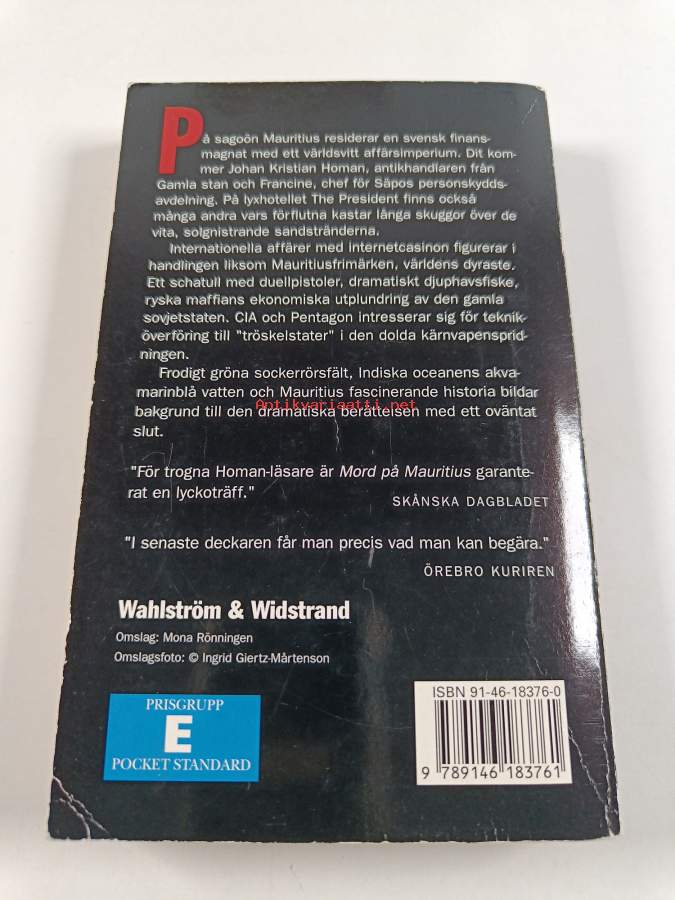 På sagoön Mauritius residerar en svensk finans-
magnat med ett världsvitt affärsimperium. Dit kom-
mer Johan Kristian Homan, antikhandlaren från
Gamla stan och Francine, chef för Säpos personskydds-
avdelning. På lyxhotellet The President finns också
många andra vars förflutna kastar långa skuggor över de
vita, solgnistrande sandstränderna.
Internationella affärer med internetcasinon figurerar i
handlingen liksom Mauritiusfrimärken, världens dyraste.
Ett schatull med duellpistoler, dramatiskt djuphavsfiske,
ryska maffians ekonomiska utplundring av den gamla
sovjetstaten. CIA och Pentagon intresserar sig för teknik-
överföring till "tröskelstater" i den dolda kärnvapensprid-
ningen.
Frodigt gröna sockerrörsfält, Indiska oceanens akva-
marinblå vatten och Mauritius fascinerande historia bildar
bakgrund till den dramatiska berättelsen med ett oväntat
slut.
Antikvariaatti.net
"För trogna Homan-läsare är Mord på Mauritius garante-
rat en lyckoträff."
SKÅNSKA DAGBLADET
"I senaste deckaren får man precis vad man kan begära."
ÖREBRO KURIREN
Wahlström & Widstrand
Omslag: Mona Rönningen
Omslagsfoto: © Ingrid Giertz-Mårtenson
PRISGRUPP
E
POCKET STANDARD
ISBN 91-46-18376-0
9 789146 183761